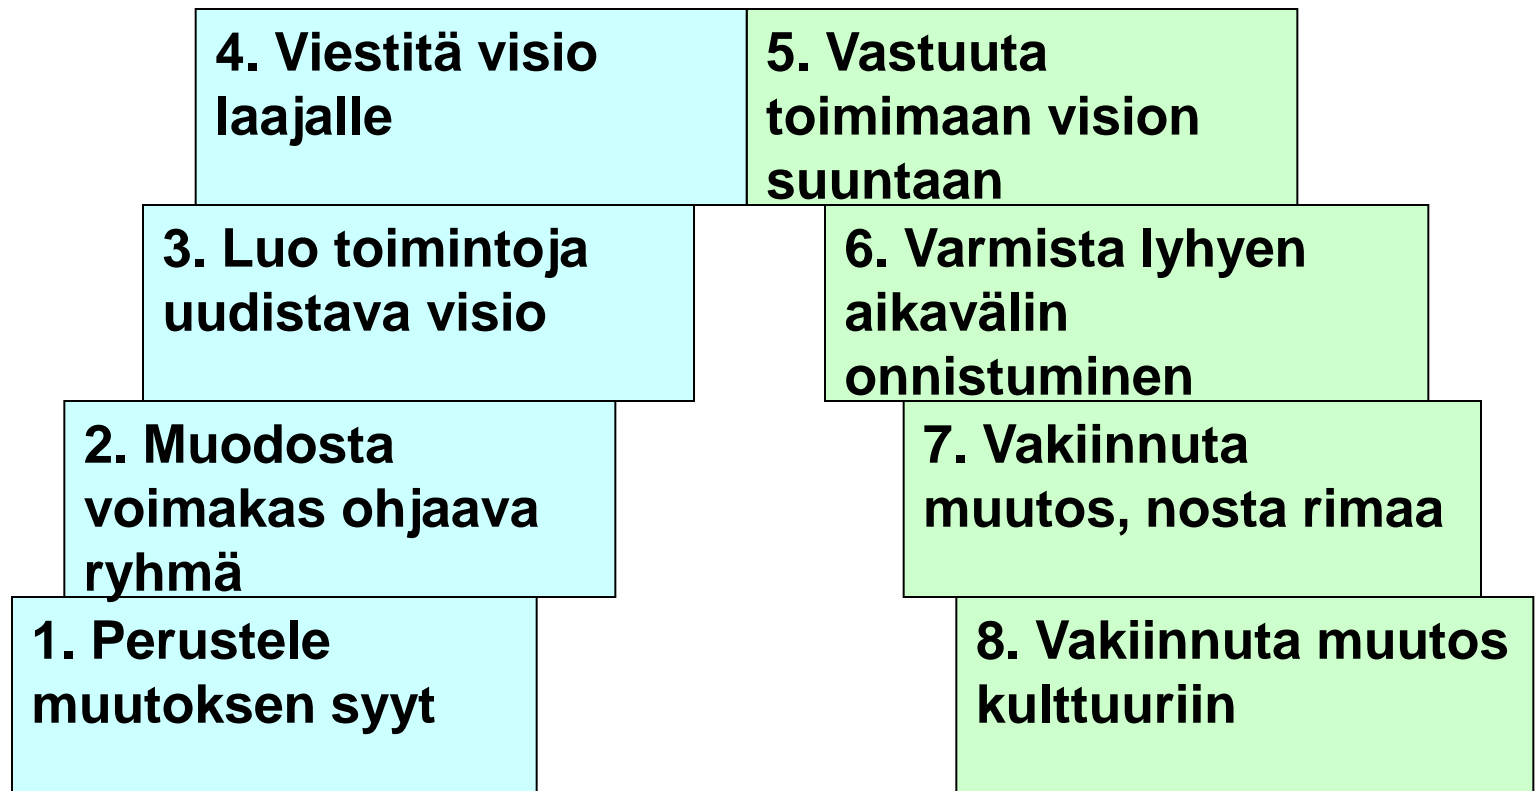 4. Viestitä visio
laajalle
5. Vastuuta
toimimaan vision
suuntaan
3. Luo toimintoja
uudistava visio
6. Varmista lyhyen
aikavälin
onnistuminen
2. Muodosta
voimakas ohjaava
ryhmä
7. Vakiinnuta
muutos, nosta rimaa
1. Perustele
muutoksen syyt
8. Vakiinnuta muutos
kulttuuriin